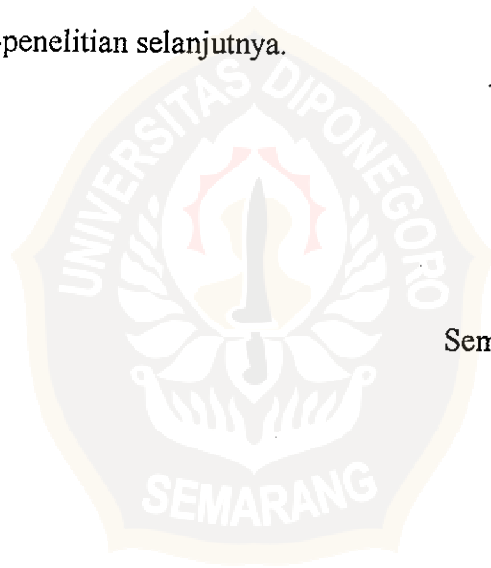 -penelitian selanjutnya.
UNIVERSITAS DIPONEGORO
Sem
SEMARANG